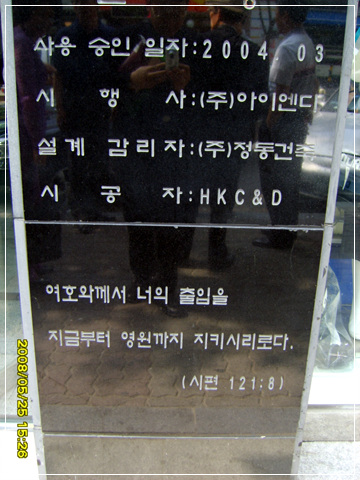 사용 승인 일자:2004. 03
시 행 사:(주)아이엔다
설계 감리자:(주)정동건축
시 공 자:HKC&D
여호와께서 너의 출입을
지금부터 영원까지 지키시리로다.
(시편 121:8)
2008/05/25 15:26